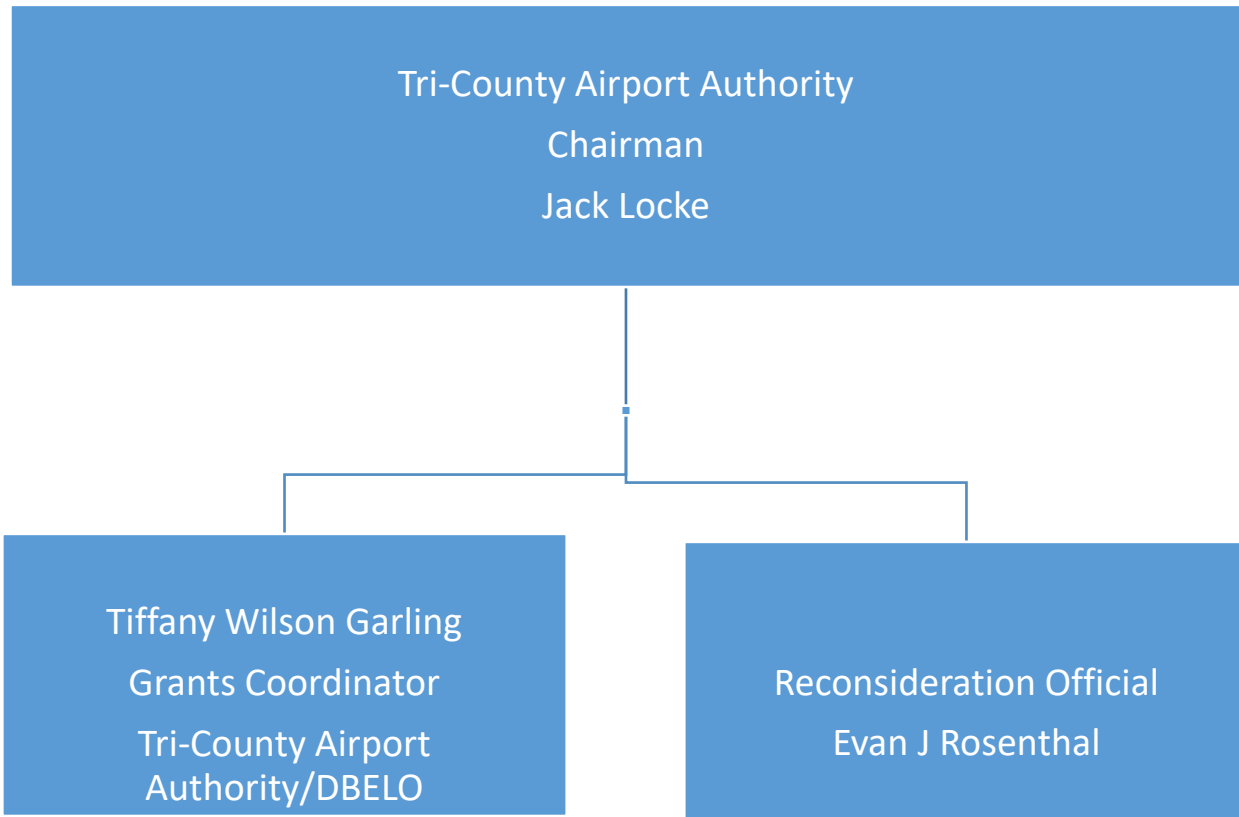 Tri-County Airport Authority
Chairman
Jack Locke
Tiffany Wilson Garling
Grants Coordinator
Tri-County Airport
Authority/DBELO
Reconsideration Official
Evan J Rosenthal